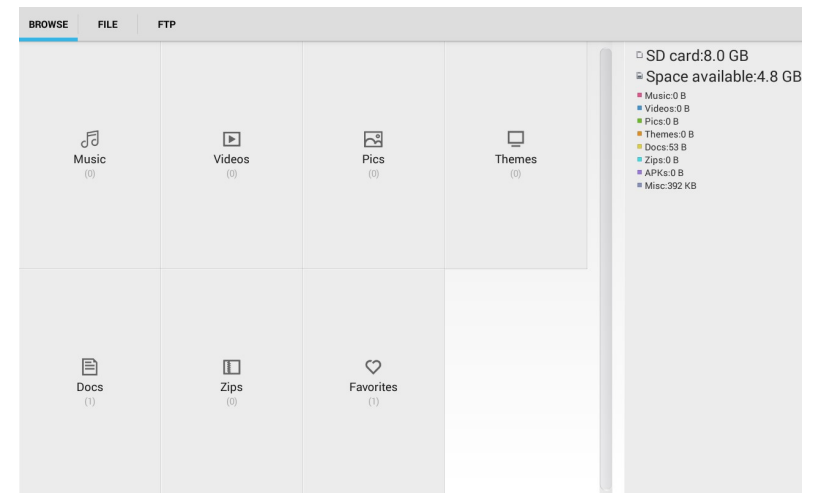 BROWSE FILE FTP
SD card:8.0 GB
Space available:4.8 GB
Music:0 B
Videos:0 B
Pics:0 B
Themes:0 B
Docs:53 B
Zips:0 B
APKs:0 B
Misc:392 KB
Music Videos Pics Themes
(0) (0) (0) (0)
Docs Zips Favorites
(1) (0) (1)